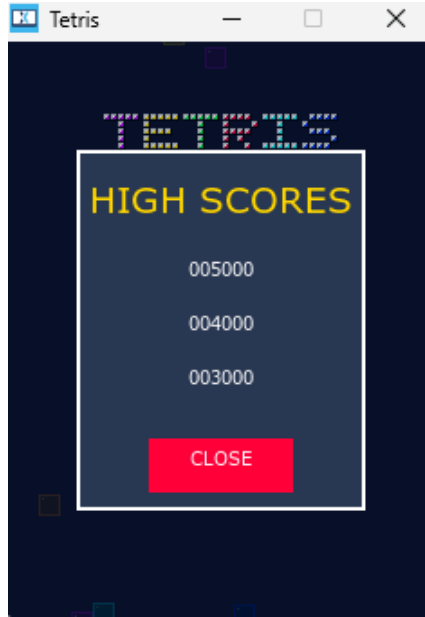 Tetris
TETRIS
HIGH SCORES
005000
004000
003000
CLOSE